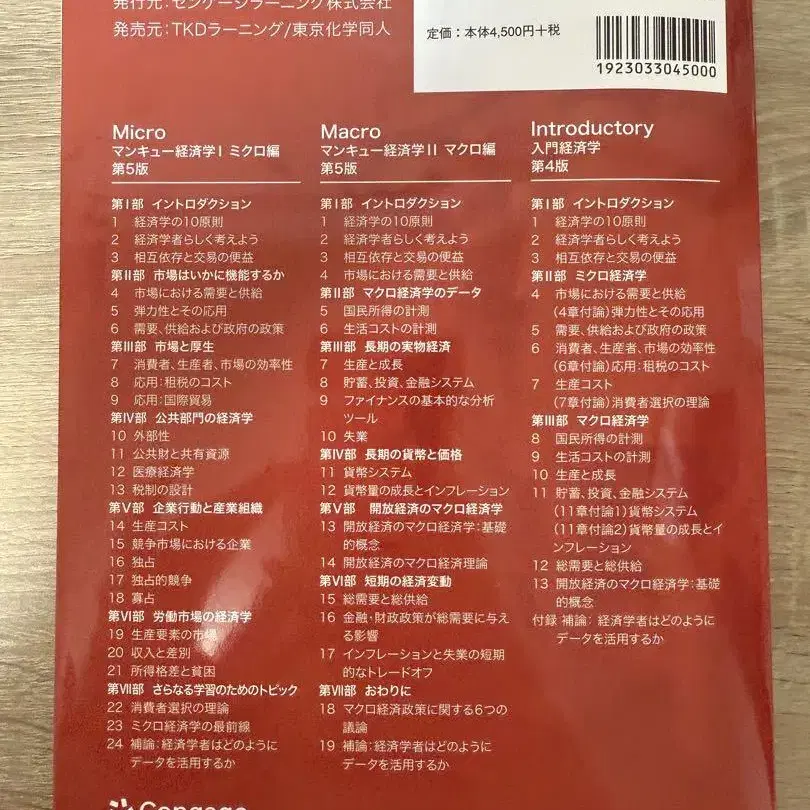 発行元：センゲージラーニング株式会社
発売元：TKDラーニング/東京化学同人
定価：本体4,500円+税
1923033045000
Micro
マンキュー経済学I ミクロ編
第5版
第I部 イントロダクション
1 経済学の10原則
2 経済学者らしく考えよう
3 相互依存と交易の便益
第II部 市場はいかに機能するか
4 市場における需要と供給
5 弾力性とその応用
6 需要、供給および政府の政策
第III部 市場と厚生
7 消費者、生産者、市場の効率性
8 応用：租税のコスト
9 応用：国際貿易
第IV部 公共部門の経済学
10 外部性
11 公共財と共有資源
12 医療経済学
13 税制の設計
第V部 企業行動と産業組織
14 生産コスト
15 競争市場における企業
16 独占
17 独占的競争
18 寡占
第VI部 労働市場の経済学
19 生産要素の市場
20 収入と差別
21 所得格差と貧困
第VII部 さらなる学習のためのトピック
22 消費者選択の理論
23 ミクロ経済学の最前線
24 補論：経済学者はどのように
データを活用するか
Macro
マンキュー経済学II マクロ編
第5版
第I部 イントロダクション
1 経済学の10原則
2 経済学者らしく考えよう
3 相互依存と交易の便益
4 市場における需要と供給
第II部 マクロ経済学のデータ
5 国民所得の計測
6 生活コストの計測
第III部 長期の実物経済
7 生産と成長
8 貯蓄、投資、金融システム
9 ファイナンスの基本的な分析
ツール
10 失業
第IV部 長期の貨幣と価格
11 貨幣システム
12 貨幣量の成長とインフレーション
第V部 開放経済のマクロ経済学
13 開放経済のマクロ経済学：基礎
的概念
14 開放経済のマクロ経済理論
第VI部 短期の経済変動
15 総需要と総供給
16 金融・財政政策が総需要に与え
る影響
17 インフレーションと失業の短期
的なトレードオフ
第VII部 おわりに
18 マクロ経済政策に関する6つの
議論
19 補論：経済学者はどのように
データを活用するか
Introductory
入門経済学
第4版
第I部 イントロダクション
1 経済学の10原則
2 経済学者らしく考えよう
3 相互依存と交易の便益
第II部 ミクロ経済学
4 市場における需要と供給
（4章付論）弾力性とその応用
5 需要、供給および政府の政策
6 消費者、生産者、市場の効率性
（6章付論）応用：租税のコスト
7 生産コスト
（7章付論）消費者選択の理論
第III部 マクロ経済学
8 国民所得の計測
9 生活コストの計測
10 生産と成長
11 貯蓄、投資、金融システム
（11章付論1）貨幣システム
（11章付論2）貨幣量の成長とイ
ンフレーション
12 総需要と総供給
13 開放経済のマクロ経済学：基礎
的概念
付録 補論：経済学者はどのように
データを活用するか
Cengage